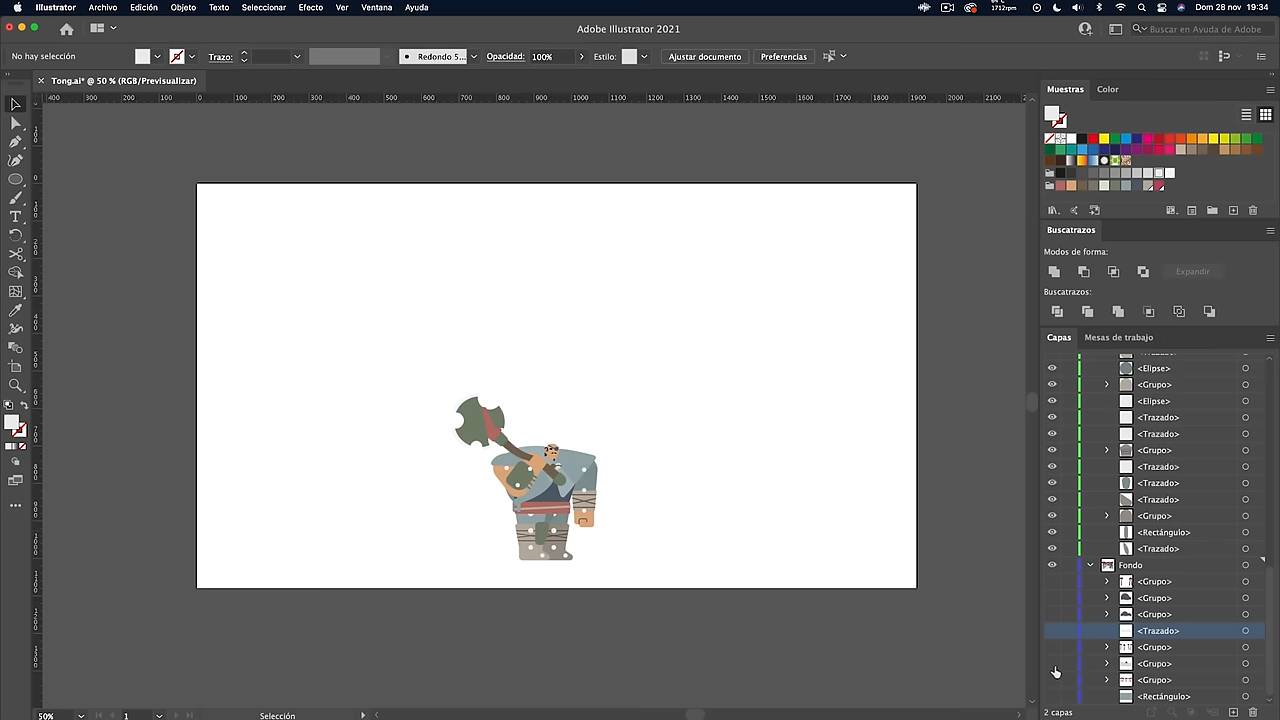 Illustrator Archivo Edición Objeto Texto Seleccionar Efecto Ver Ventana Ayuda
1712rpm Dom 28 nov 19:34
Adobe Illustrator 2021
Buscar en Ayuda de Adobe
No hay selección Trazo: Redondo 5... Opacidad: 100% Estilo: Ajustar documento Preferencias
Tong.ai* @ 50 % (RGB/Previsualizar)
400 300 200 100 0 100 200 300 400 500 600 700 800 900 1000 1100 1200 1300 1400 1500 1600 1700 1800 1900 2000 2100
Muestras Color
Buscatrazos
Modos de forma:
Expandir
Buscatrazos:
Capas Mesas de trabajo
<Elipse>
<Grupo>
<Elipse>
<Trazado>
<Trazado>
<Grupo>
<Trazado>
<Trazado>
<Trazado>
<Grupo>
<Rectángulo>
<Trazado>
Fondo
<Grupo>
<Grupo>
<Grupo>
<Trazado>
<Grupo>
<Grupo>
<Grupo>
<Rectángulo>
2 capas
50% 1 Selección